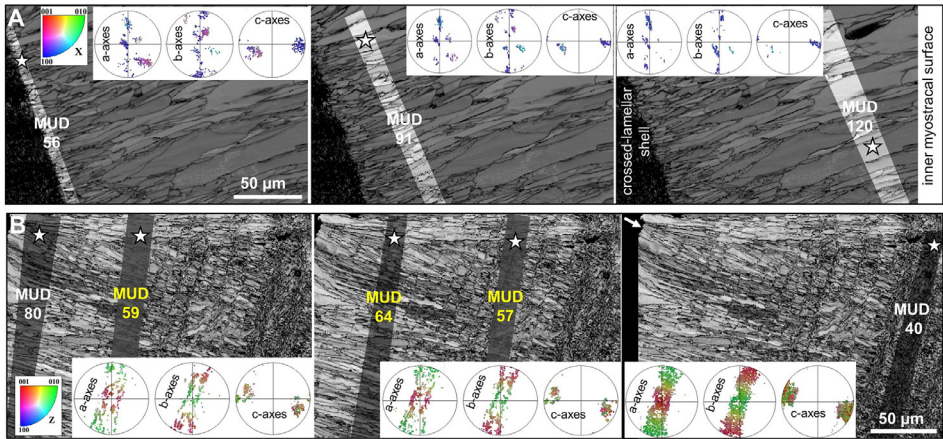 A
001 010
X
100
a-axes
b-axes
c-axes
MUD
56
50 µm
a-axes
b-axes
c-axes
MUD
91
a-axes
b-axes
c-axes
MUD
120
crossed-lamellar
shell
inner myostracal surface
B
MUD
80
MUD
59
001 010
Z
100
a-axes
b-axes
c-axes
MUD
64
MUD
57
a-axes
b-axes
c-axes
MUD
40
a-axes
b-axes
c-axes
50 µm